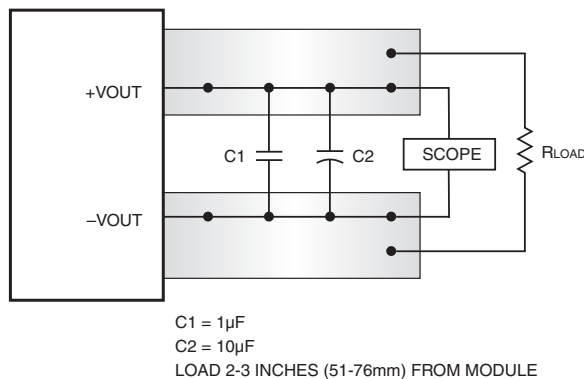 +VOUT
C1
C2
SCOPE
RLOAD
−VOUT
C1 = 1µF
C2 = 10µF
LOAD 2-3 INCHES (51-76mm) FROM MODULE